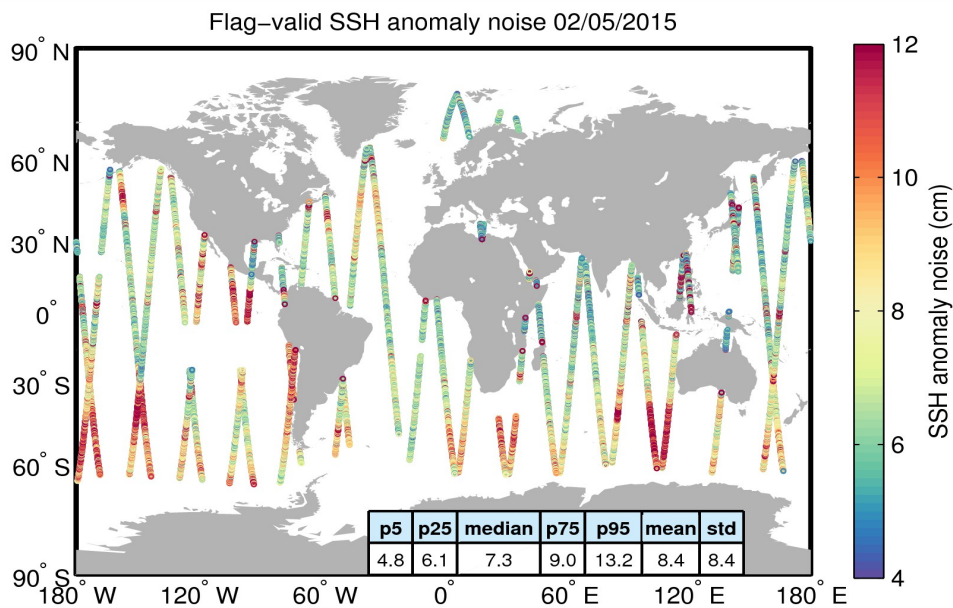 Flag−valid SSH anomaly noise 02/05/2015
90° N
60° N
30° N
0°
30° S
60° S
90° S
180° W
120° W
60° W
0°
60° E
120° E
180° E
p5 p25 median p75 p95 mean std
4.8 6.1 7.3 9.0 13.2 8.4 8.4
12
10
8
6
4
SSH anomaly noise (cm)